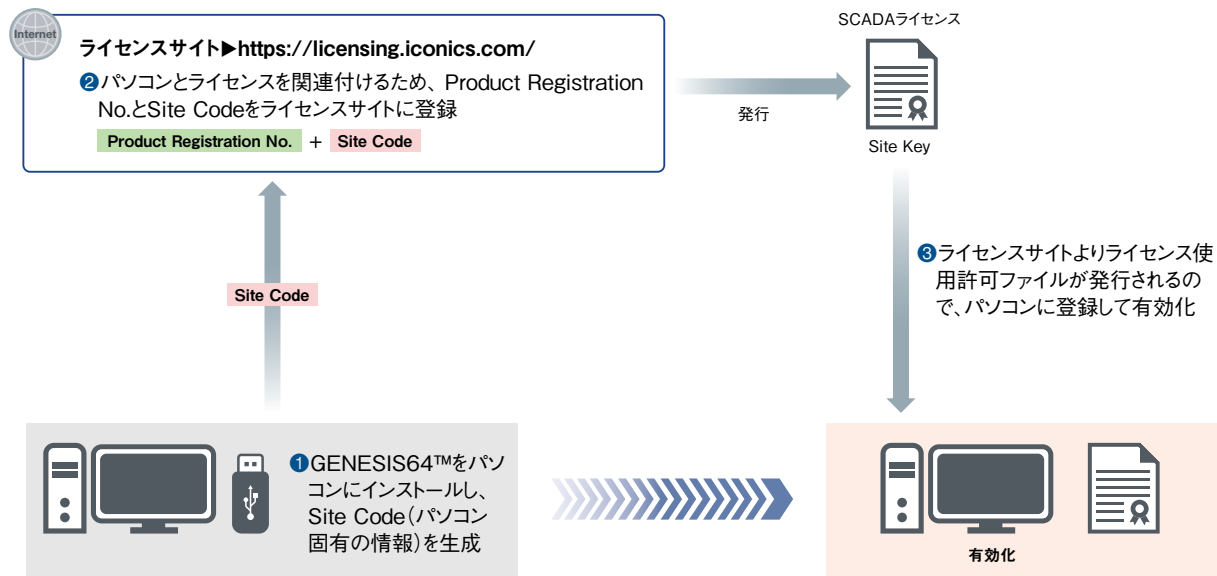 Internet
ライセンスサイト▶https://licensing.iconics.com/
❷パソコンとライセンスを関連付けるため、Product Registration
No.とSite Codeをライセンスサイトに登録
Product Registration No. + Site Code
発行
SCADAライセンス
Site Key
Site Code
❸ライセンスサイトよりライセンス使
用許可ファイルが発行されるの
で、パソコンに登録して有効化
❶GENESIS64™をパソ
コンにインストールし、
Site Code(パソコン
固有の情報)を生成
有効化